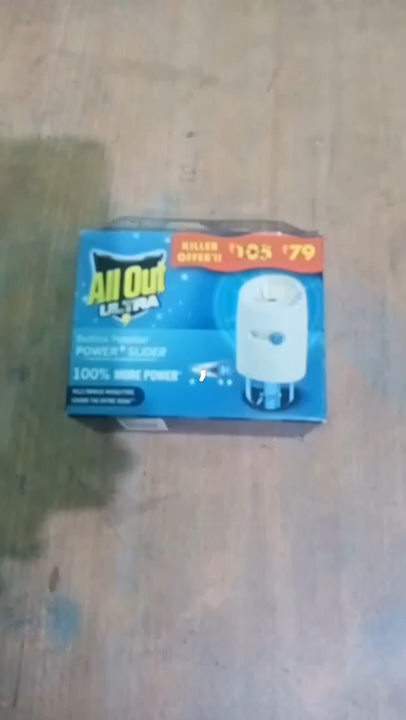 KILLER
OFFER!!
₹105 ₹79
All Out
ULTRA
POWER+ SLIDER
100% MORE POWER*